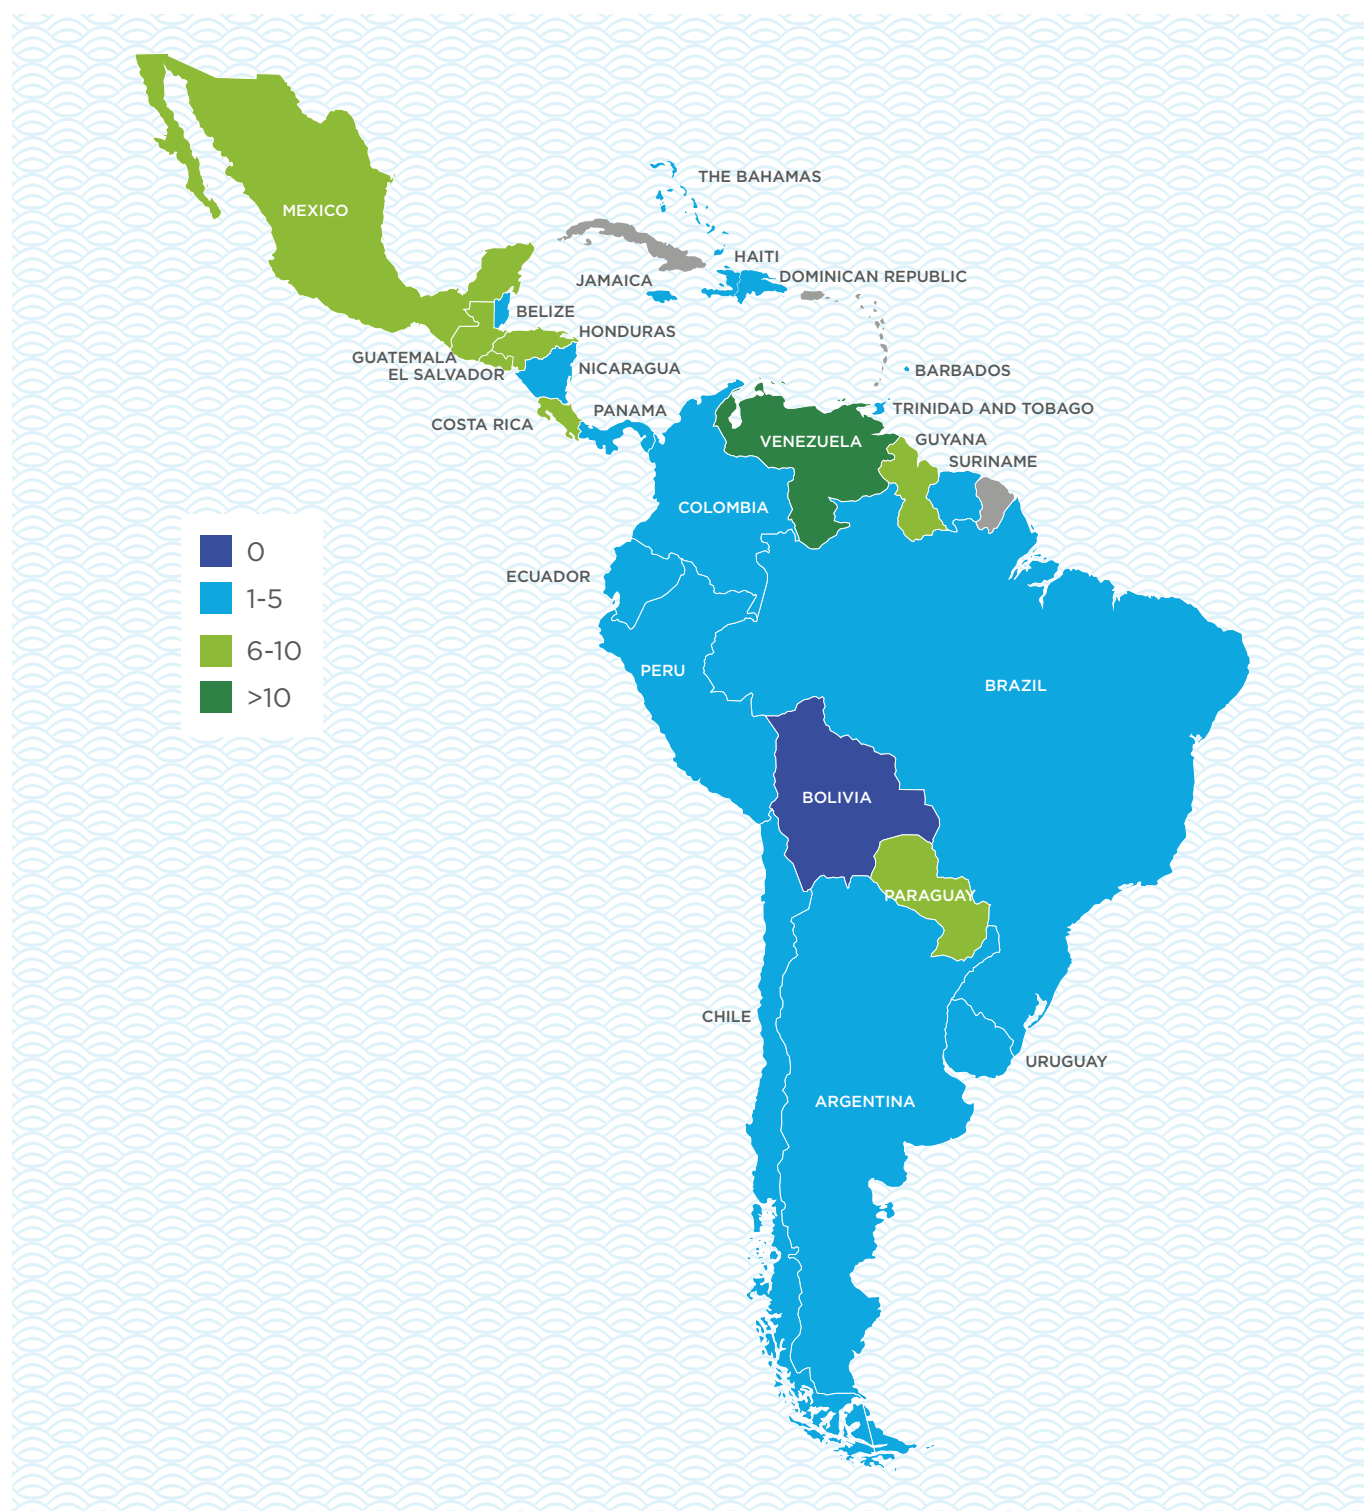 THE BAHAMAS
MEXICO
HAITI
DOMINICAN REPUBLIC
JAMAICA
BELIZE
HONDURAS
GUATEMALA
NICARAGUA
EL SALVADOR
BARBADOS
TRINIDAD AND TOBAGO
PANAMA
COSTA RICA
VENEZUELA
GUYANA
SURINAME
COLOMBIA
0
ECUADOR
1-5
6-10
PERU
BRAZIL
>10
BOLIVIA
PARAGUAY
CHILE
URUGUAY
ARGENTINA